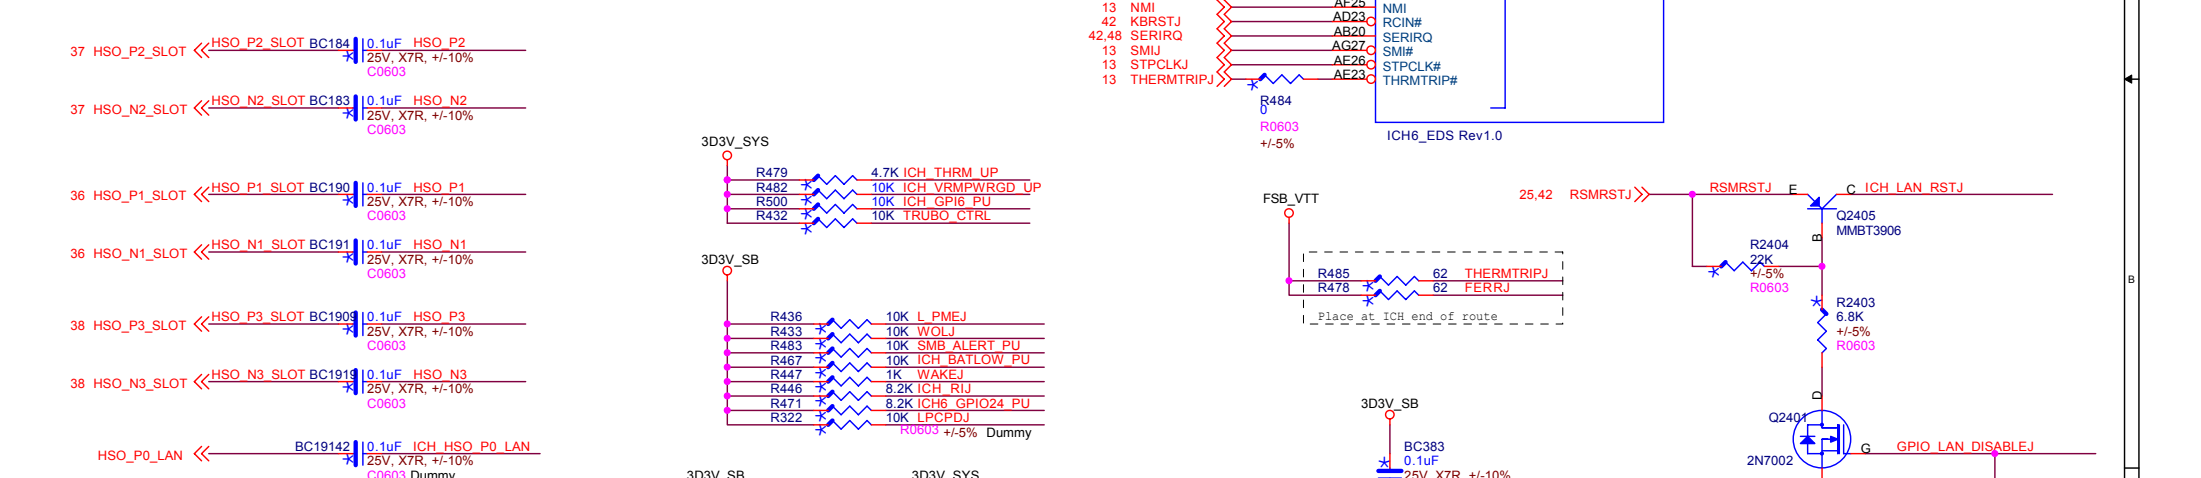 37 HSO_P2_SLOT HSO_P2_SLOT BC184 0.1uF HSO_P2
25V, X7R, +/-10%
C0603
37 HSO_N2_SLOT HSO_N2_SLOT BC183 0.1uF HSO_N2
25V, X7R, +/-10%
C0603
36 HSO_P1_SLOT HSO_P1_SLOT BC190 0.1uF HSO_P1
25V, X7R, +/-10%
C0603
36 HSO_N1_SLOT HSO_N1_SLOT BC191 0.1uF HSO_N1
25V, X7R, +/-10%
C0603
38 HSO_P3_SLOT HSO_P3_SLOT BC1909 0.1uF HSO_P3
25V, X7R, +/-10%
C0603
38 HSO_N3_SLOT HSO_N3_SLOT BC1919 0.1uF HSO_N3
25V, X7R, +/-10%
C0603
HSO_P0_LAN BC19142 0.1uF ICH_HSO_P0_LAN
25V, X7R, +/-10%
C0603 Dummy
3D3V_SYS
R479 4.7K ICH_THRM_UP
R482 10K ICH_VRMPWRGD_UP
R500 10K ICH_GPI6_PU
R432 10K TRUBO_CTRL
3D3V_SB
R436 10K L_PMEJ
R433 10K WOLJ
R483 10K SMB_ALERT_PU
R467 10K ICH_BATLOW_PU
R447 1K WAKEJ
R446 8.2K ICH_RIJ
R471 8.2K ICH6_GPIO24_PU
R322 10K LPCPDJ
R0603 +/-5% Dummy
3D3V_SB 3D3V_SYS
13 NMI AF25 NMI
42 KBRSTJ AD23 RCIN#
42,48 SERIRQ AB20 SERIRQ
13 SMIJ AG27 SMI#
13 STPCLKJ AE26 STPCLK#
13 THERMTRIPJ AE23 THRMTRIP#
R484
0
R0603
+/-5%
ICH6_EDS Rev1.0
FSB_VTT
R485 62 THERMTRIPJ
R478 62 FERRJ
Place at ICH end of route
3D3V_SB
BC383
0.1uF
25V, X7R, +/-10%
25,42 RSMRSTJ RSMRSTJ E C ICH_LAN_RSTJ
Q2405
MMBT3906
B
R2404
22K
+/-5%
R0603
R2403
6.8K
+/-5%
R0603
D
Q2401
G GPIO_LAN_DISABLEJ
2N7002
B